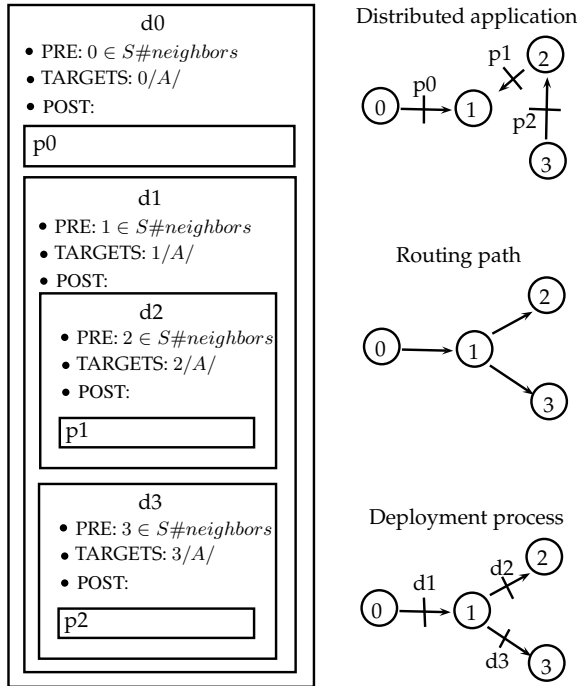 d0
• PRE: 0 ∈ S#neighbors
• TARGETS: 0/A/
• POST:
p0
d1
• PRE: 1 ∈ S#neighbors
• TARGETS: 1/A/
• POST:
d2
• PRE: 2 ∈ S#neighbors
• TARGETS: 2/A/
• POST:
p1
d3
• PRE: 3 ∈ S#neighbors
• TARGETS: 3/A/
• POST:
p2
Distributed application
0
p0
1
p1
2
p2
3
Routing path
0
1
2
3
Deployment process
0
d1
1
d2
2
d3
3